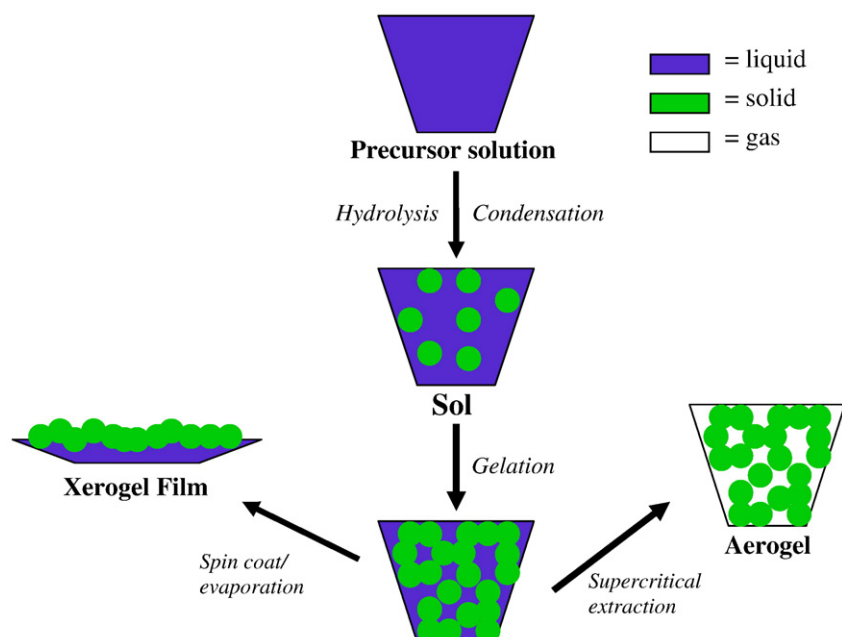 = liquid
= solid
= gas
Precursor solution
Hydrolysis
Condensation
Sol
Gelation
Xerogel Film
Aerogel
Spin coat/
evaporation
Supercritical
extraction